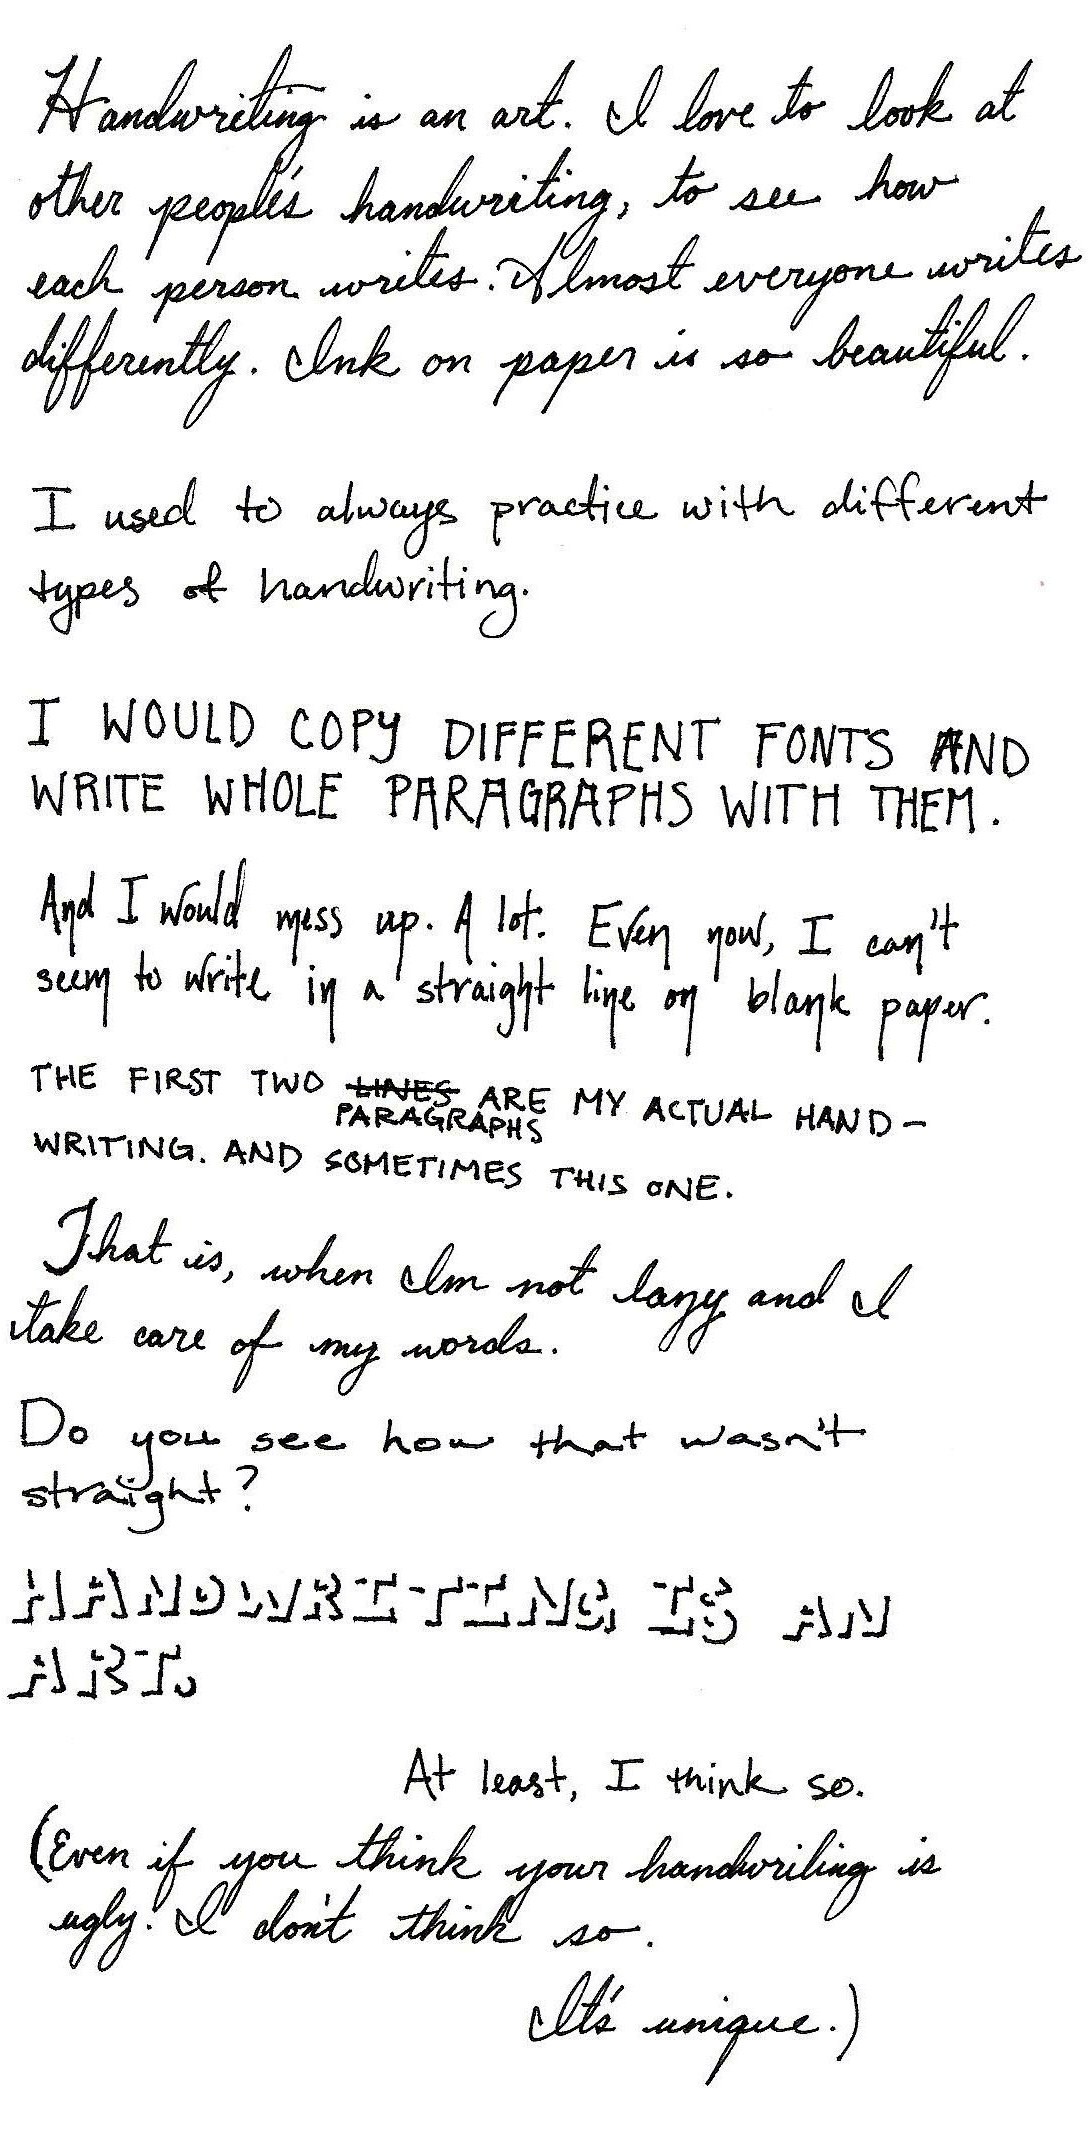 Handwriting is an art. I love to look at
other people's handwriting, to see how
each person writes. Almost everyone writes
differently. Ink on paper is so beautiful.
I used to always practice with different
types of handwriting.
I WOULD COPY DIFFERENT FONTS AND
WRITE WHOLE PARAGRAPHS WITH THEM.
And I would mess up. A lot. Even now, I can't
seem to write in a straight line on blank paper.
THE FIRST TWO LINES ARE MY ACTUAL HAND-
PARAGRAPHS
WRITING. AND SOMETIMES THIS ONE.
That is, when I'm not lazy and I
take care of my words.
Do you see how that wasn't
straight?
HANDWRITING IS AN
ART.
At least, I think so.
(Even if you think your handwriting is
ugly. I don't think so.
It's unique.)